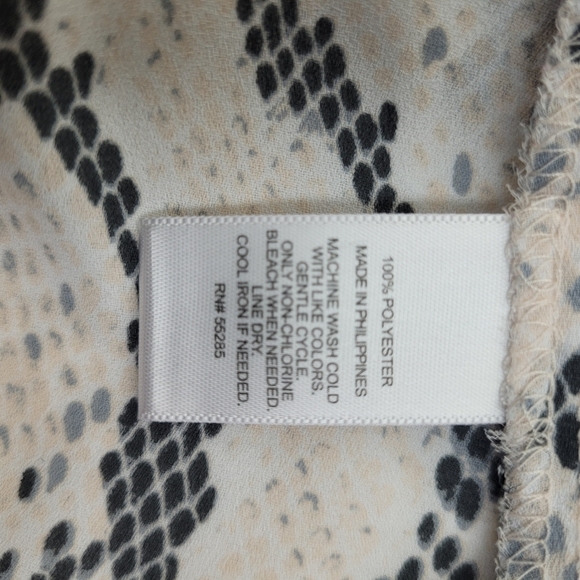 100% POLYESTER
MADE IN PHILIPPINES
MACHINE WASH COLD
WITH LIKE COLORS.
GENTLE CYCLE.
ONLY NON-CHLORINE
BLEACH WHEN NEEDED.
LINE DRY.
COOL IRON IF NEEDED.
RN# 55285